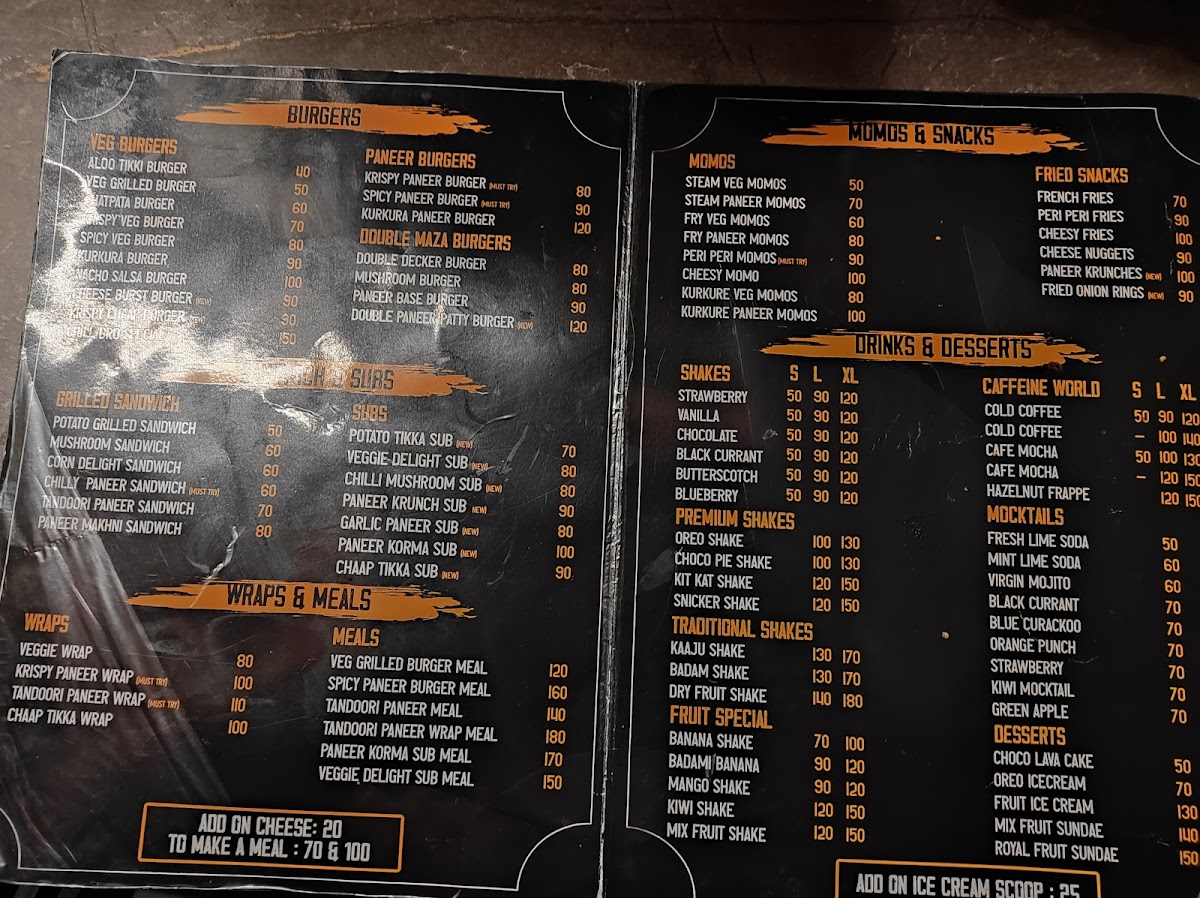 BURGERS
VEG BURGERS
ALOO TIKKI BURGER 40
VEG GRILLED BURGER 50
HATPATA BURGER 60
KRISPY VEG BURGER 70
SPICY VEG BURGER 80
KURKURA BURGER 90
NACHO SALSA BURGER 100
CHEESE BURST BURGER (NEW) 90
KRISPY CHAAP BURGER 90
150
PANEER BURGERS
KRISPY PANEER BURGER (MUST TRY) 80
SPICY PANEER BURGER (MUST TRY) 90
KURKURA PANEER BURGER 120
DOUBLE MAZA BURGERS
DOUBLE DECKER BURGER 80
MUSHROOM BURGER 80
PANEER BASE BURGER 90
DOUBLE PANEER PATTY BURGER (NEW) 120
& SUBS
GRILLED SANDWICH
POTATO GRILLED SANDWICH 50
MUSHROOM SANDWICH 60
CORN DELIGHT SANDWICH 60
CHILLY PANEER SANDWICH (MUST TRY) 60
TANDOORI PANEER SANDWICH 70
PANEER MAKHNI SANDWICH 80
SUBS
POTATO TIKKA SUB (NEW) 70
VEGGIE DELIGHT SUB (NEW) 80
CHILLI MUSHROOM SUB (NEW) 80
PANEER KRUNCH SUB (NEW) 90
GARLIC PANEER SUB (NEW) 80
PANEER KORMA SUB (NEW) 100
CHAAP TIKKA SUB (NEW) 90
WRAPS & MEALS
WRAPS
VEGGIE WRAP 80
KRISPY PANEER WRAP (MUST TRY) 100
TANDOORI PANEER WRAP (MUST TRY) 110
CHAAP TIKKA WRAP 100
MEALS
VEG GRILLED BURGER MEAL 120
SPICY PANEER BURGER MEAL 160
TANDOORI PANEER MEAL 140
TANDOORI PANEER WRAP MEAL 180
PANEER KORMA SUB MEAL 170
VEGGIE DELIGHT SUB MEAL 150
ADD ON CHEESE: 20
TO MAKE A MEAL : 70 & 100
MOMOS & SNACKS
MOMOS
STEAM VEG MOMOS 50
STEAM PANEER MOMOS 70
FRY VEG MOMOS 60
FRY PANEER MOMOS 80
PERI PERI MOMOS (MUST TRY) 90
CHEESY MOMO 100
KURKURE VEG MOMOS 80
KURKURE PANEER MOMOS 100
FRIED SNACKS
FRENCH FRIES 70
PERI PERI FRIES 90
CHEESY FRIES 100
CHEESE NUGGETS 90
PANEER KRUNCHES (NEW) 100
FRIED ONION RINGS (NEW) 90
DRINKS & DESSERTS
SHAKES S L XL
STRAWBERRY 50 90 120
VANILLA 50 90 120
CHOCOLATE 50 90 120
BLACK CURRANT 50 90 120
BUTTERSCOTCH 50 90 120
BLUEBERRY 50 90 120
PREMIUM SHAKES
OREO SHAKE 100 130
CHOCO PIE SHAKE 100 130
KIT KAT SHAKE 120 150
SNICKER SHAKE 120 150
TRADITIONAL SHAKES
KAAJU SHAKE 130 170
BADAM SHAKE 130 170
DRY FRUIT SHAKE 140 180
FRUIT SPECIAL
BANANA SHAKE 70 100
BADAMI BANANA 90 120
MANGO SHAKE 90 120
KIWI SHAKE 120 150
MIX FRUIT SHAKE 120 150
CAFFEINE WORLD S L XL
COLD COFFEE 50 90 120
COLD COFFEE – 100 140
CAFE MOCHA 50 100 130
CAFE MOCHA – 120 150
HAZELNUT FRAPPE 120 150
MOCKTAILS
FRESH LIME SODA 50
MINT LIME SODA 60
VIRGIN MOJITO 60
BLACK CURRANT 70
BLUE CURACKOO 70
ORANGE PUNCH 70
STRAWBERRY 70
KIWI MOCKTAIL 70
GREEN APPLE 70
DESSERTS
CHOCO LAVA CAKE 50
OREO ICECREAM 70
FRUIT ICE CREAM 130
MIX FRUIT SUNDAE 140
ROYAL FRUIT SUNDAE 150
ADD ON ICE CREAM SCOOP : 25